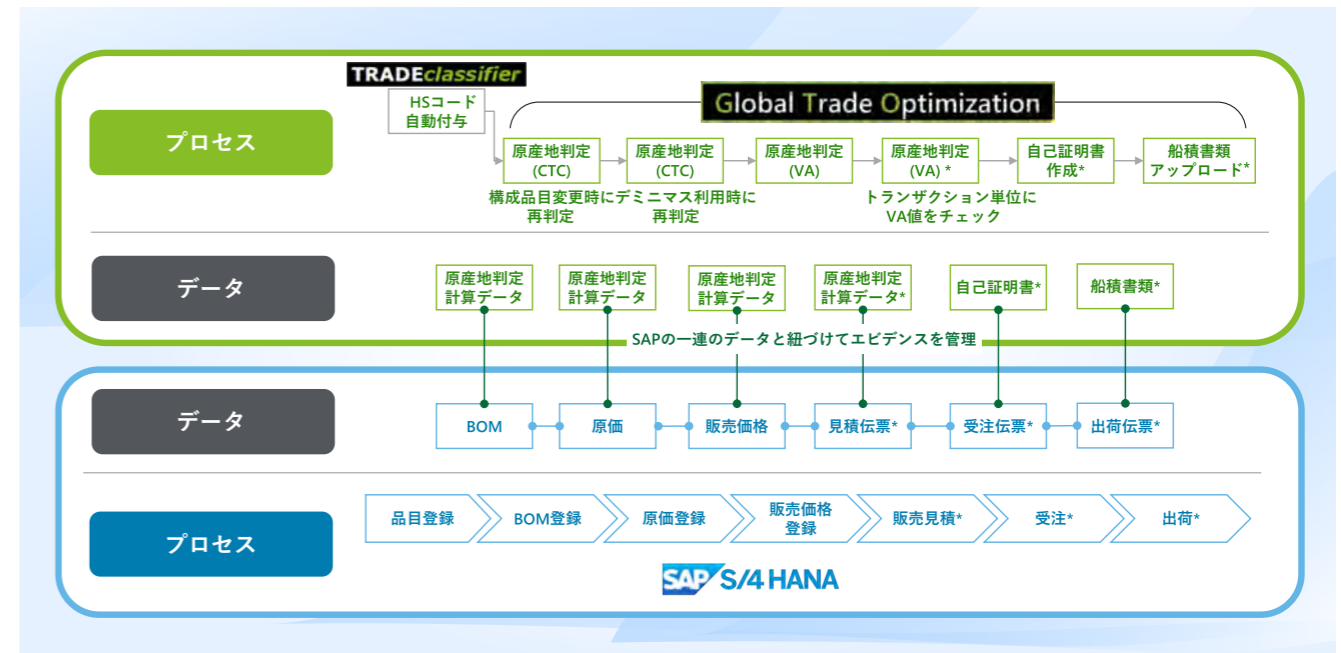 TRADEclassifier
HSコード
自動付与
Global Trade Optimization
プロセス
原産地判定
(CTC)
原産地判定
(CTC)
原産地判定
(VA)
原産地判定
(VA) *
自己証明書
作成*
船積書類
アップロード*
構成品目変更時に
再判定
デミニマス利用時に
再判定
トランザクション単位に
VA値をチェック
データ
原産地判定
計算データ
原産地判定
計算データ
原産地判定
計算データ
原産地判定
計算データ*
自己証明書*
船積書類*
SAPの一連のデータと紐づけてエビデンスを管理
データ
BOM
原価
販売価格
見積伝票*
受注伝票*
出荷伝票*
プロセス
品目登録
BOM登録
原価登録
販売価格
登録
販売見積*
受注*
出荷*
SAP S/4 HANA